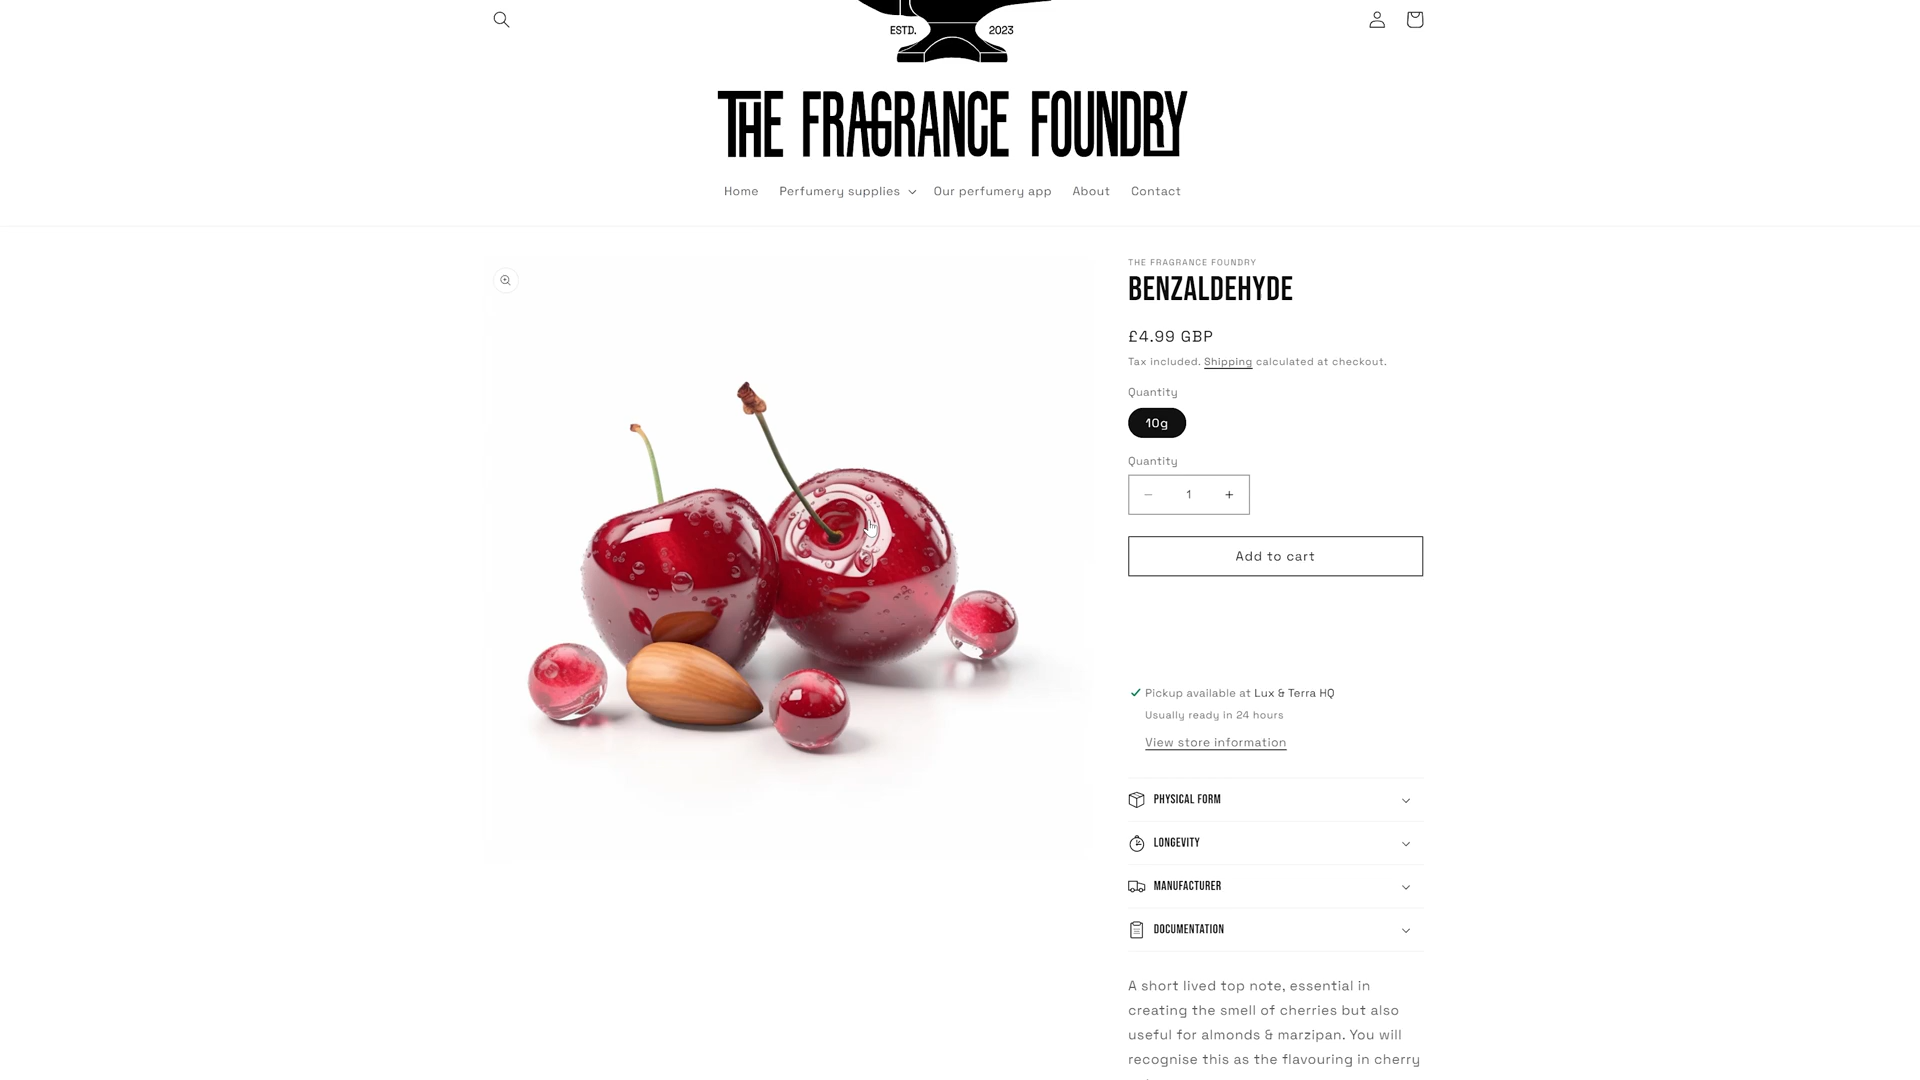 ESTD. 2023
THE FRAGRANCE FOUNDRY
Home Perfumery supplies Our perfumery app About Contact
THE FRAGRANCE FOUNDRY
BENZALDEHYDE
£4.99 GBP
Tax included. Shipping calculated at checkout.
Quantity
10g
Quantity
− 1 +
Add to cart
Pickup available at Lux & Terra HQ
Usually ready in 24 hours
View store information
PHYSICAL FORM
LONGEVITY
MANUFACTURER
DOCUMENTATION
A short lived top note, essential in
creating the smell of cherries but also
useful for almonds & marzipan. You will
recognise this as the flavouring in cherry